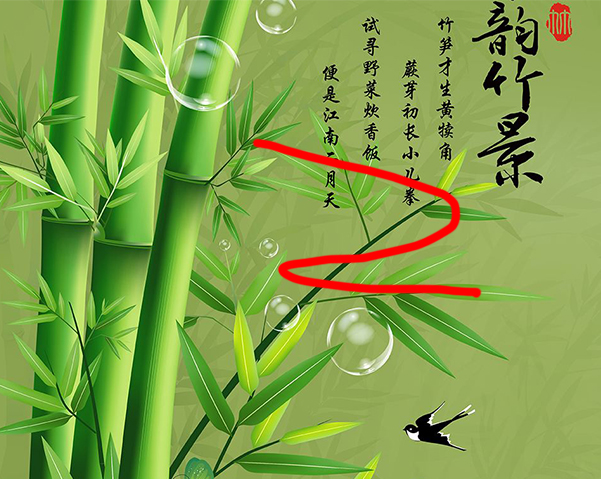 韵竹景
竹笋才生黄犊角
蕨芽初长小儿拳
试寻野菜炊香饭
便是江南月天